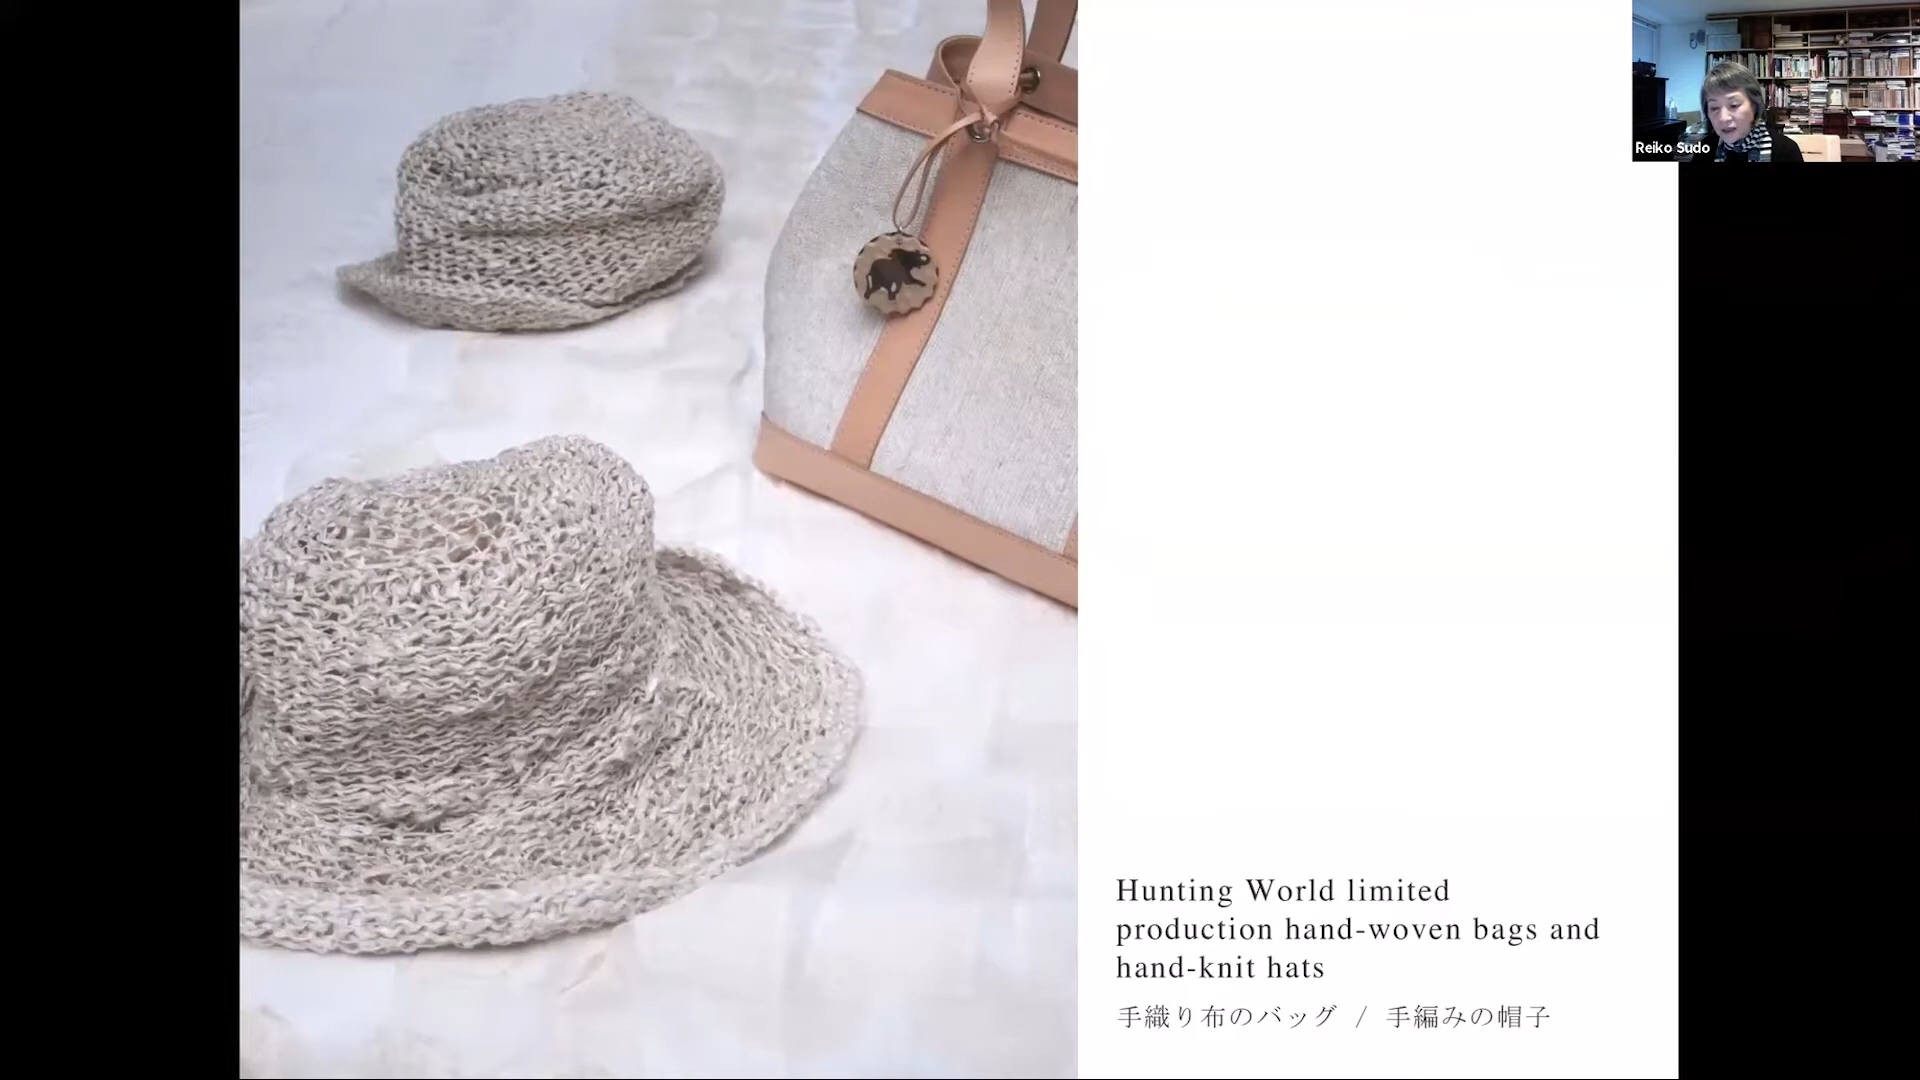 Reiko Sudo
Hunting World limited
production hand-woven bags and
hand-knit hats
手織り布のバッグ / 手編みの帽子